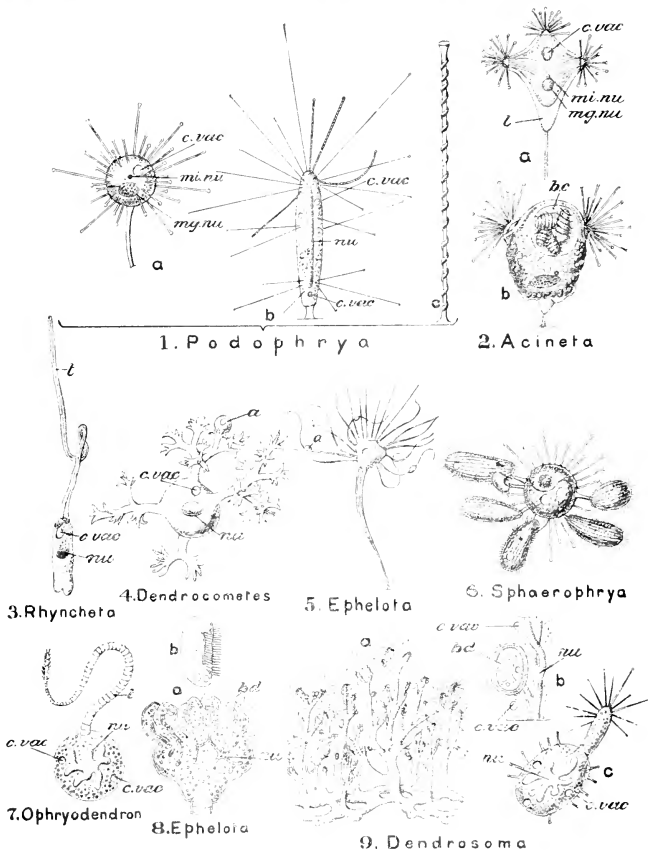 c.vac
mi.nu
mg.nu
a
c.vac
nu
c.vac
b
c
1. Podophrya
c.vac
mi.nu
mg.nu
l
a
b.c
b
2. Acineta
t
c.vac
nu
3. Rhyncheta
a
c.vac
nu
4. Dendrocometes
a
5. Ephelota
6. Sphaerophrya
nu
c.vac
c.vac
7. Ophryodendron
b
a
bd
nu
8. Ephelota
a
c.vac
bd
nu
b
c.vac
nu
c
c.vac
9. Dendrosoma